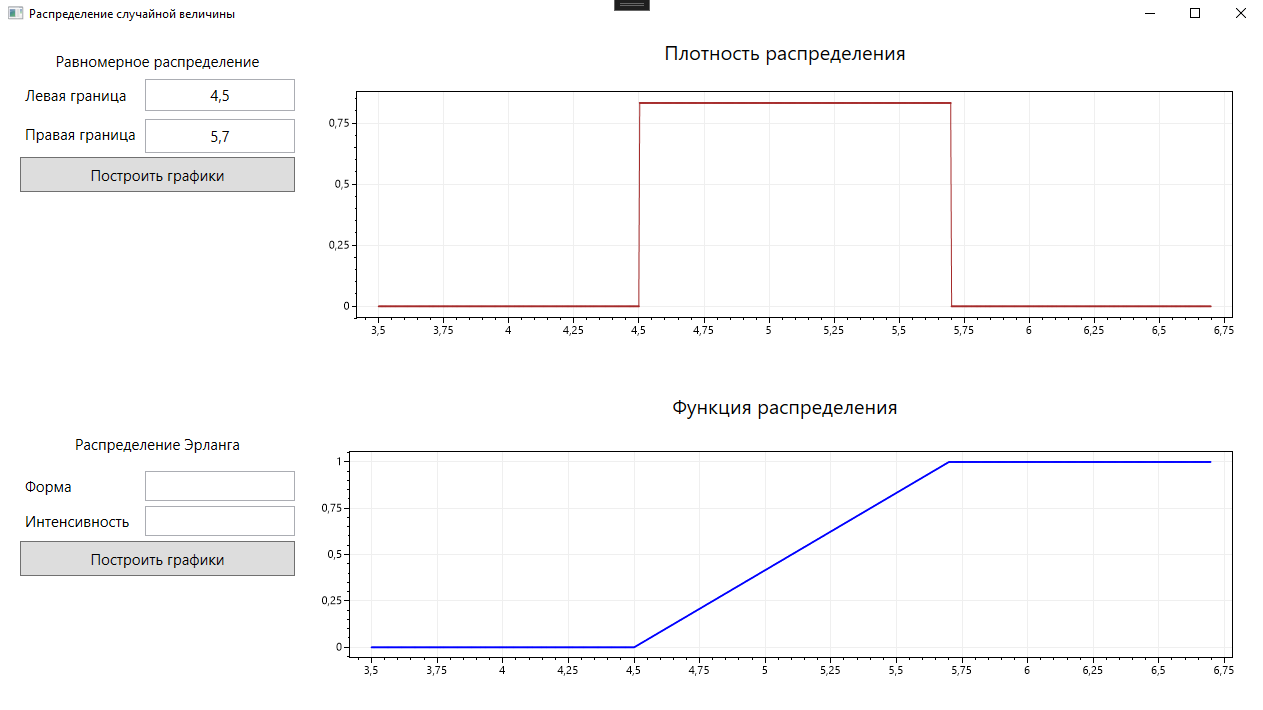 Распределение случайной величины
Равномерное распределение
Левая граница
4,5
Правая граница
5,7
Построить графики
Плотность распределения
0,75
0,5
0,25
0
3,5 3,75 4 4,25 4,5 4,75 5 5,25 5,5 5,75 6 6,25 6,5 6,75
Распределение Эрланга
Форма
Интенсивность
Построить графики
Функция распределения
1
0,75
0,5
0,25
0
3,5 3,75 4 4,25 4,5 4,75 5 5,25 5,5 5,75 6 6,25 6,5 6,75